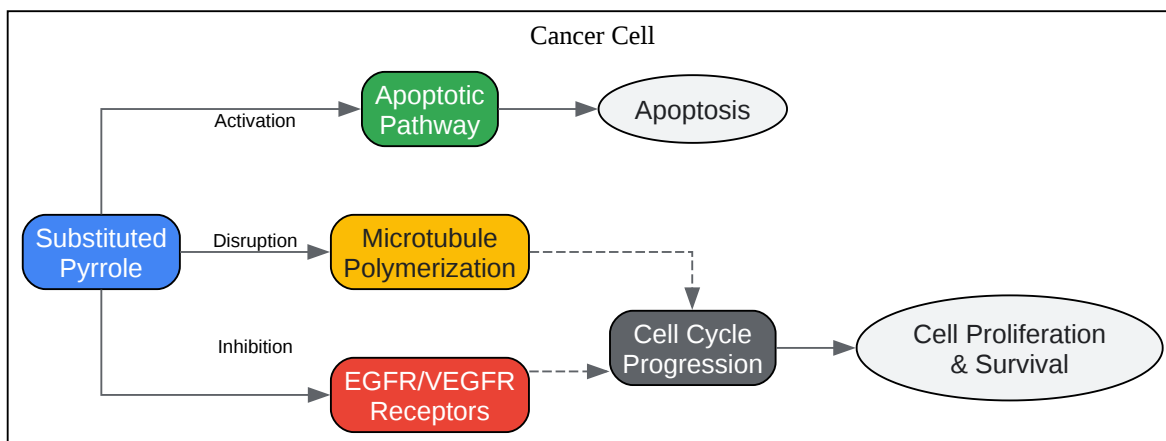 Cancer Cell
Apoptotic
Pathway
Apoptosis
Activation
Substituted
Pyrrole
Disruption
Microtubule
Polymerization
Inhibition
EGFR/VEGFR
Receptors
Cell Cycle
Progression
Cell Proliferation
& Survival